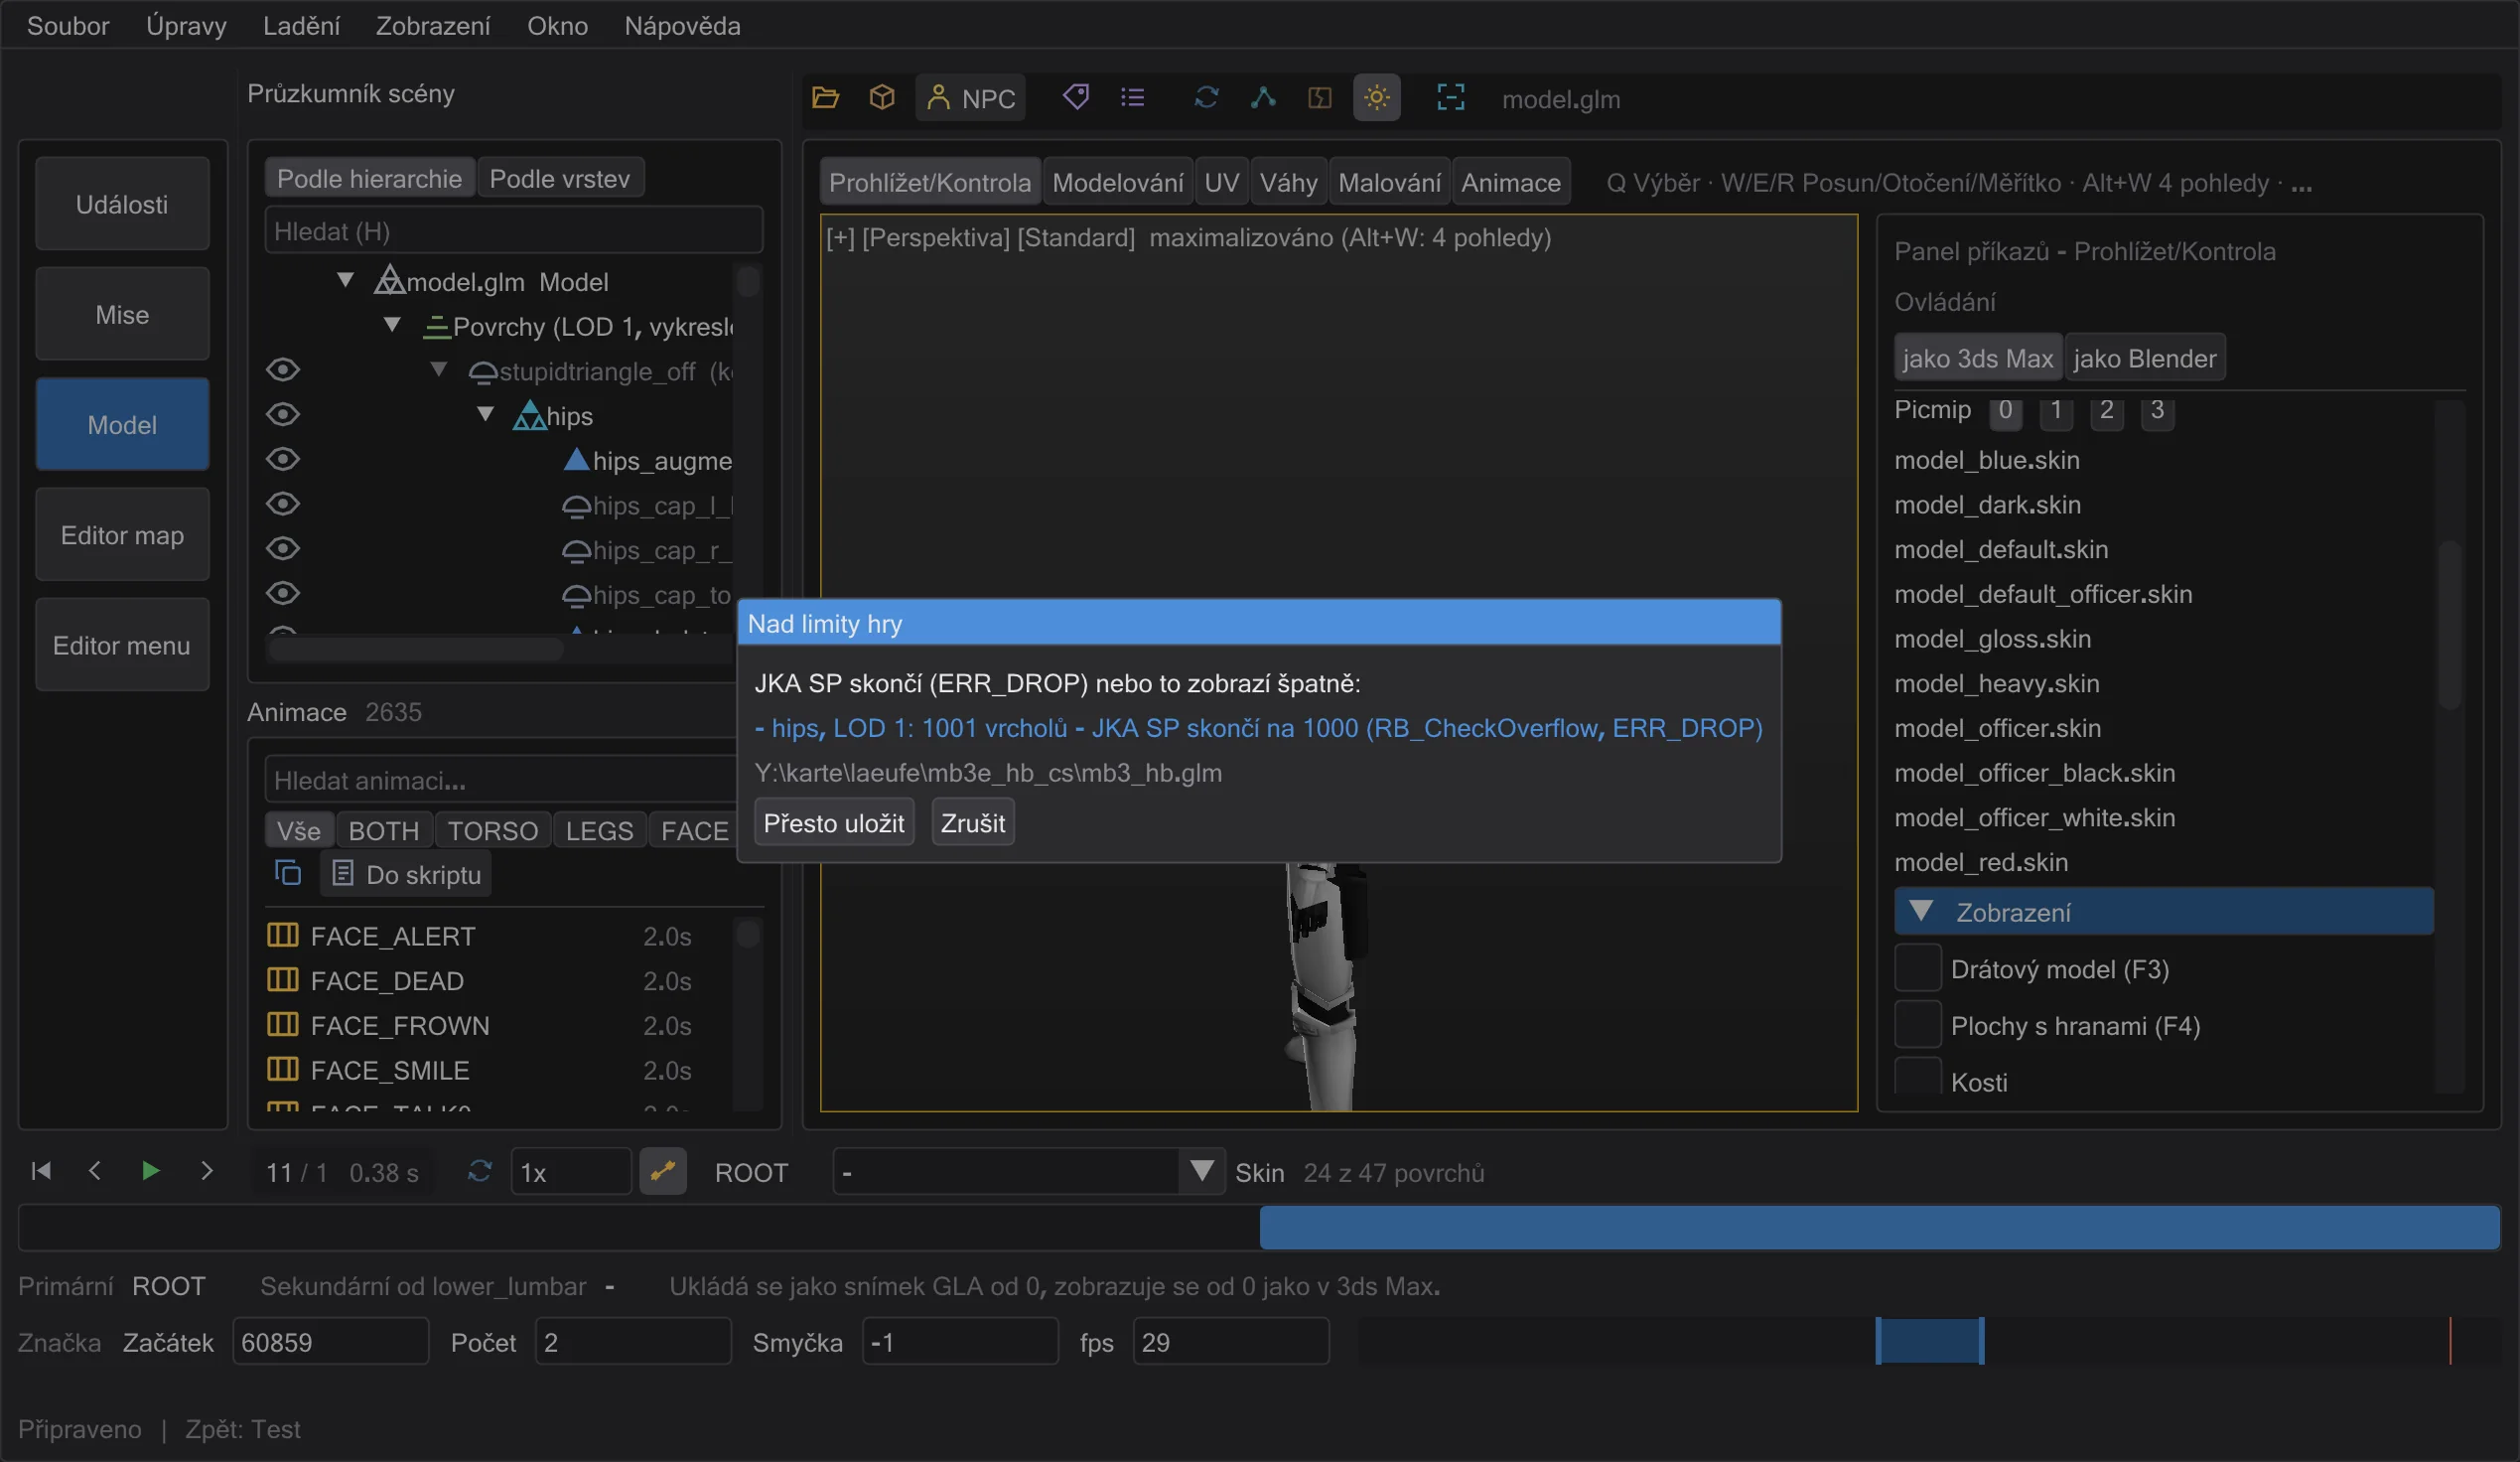 Soubor Úpravy Ladění Zobrazení Okno Nápověda
Průzkumník scény
NPC model.glm
Události
Mise
Model
Editor map
Editor menu
Podle hierarchie Podle vrstev
Hledat (H)
model.glm Model
Povrchy (LOD 1, vykresle
stupidtriangle_off (k
hips
hips_augme
hips_cap_l_
hips_cap_r_
hips_cap_to
Animace 2635
Hledat animaci...
Vše BOTH TORSO LEGS FACE
Do skriptu
FACE_ALERT 2.0s
FACE_DEAD 2.0s
FACE_FROWN 2.0s
FACE_SMILE 2.0s
Prohlížet/Kontrola Modelování UV Váhy Malování Animace Q Výběr · W/E/R Posun/Otočení/Měřítko · Alt+W 4 pohledy · ...
[+] [Perspektiva] [Standard] maximalizováno (Alt+W: 4 pohledy)
Nad limity hry
JKA SP skončí (ERR_DROP) nebo to zobrazí špatně:
- hips, LOD 1: 1001 vrcholů - JKA SP skončí na 1000 (RB_CheckOverflow, ERR_DROP)
Y:\karte\laeufe\mb3e_hb_cs\mb3_hb.glm
Přesto uložit Zrušit
Panel příkazů - Prohlížet/Kontrola
Ovládání
jako 3ds Max jako Blender
Picmip 0 1 2 3
model_blue.skin
model_dark.skin
model_default.skin
model_default_officer.skin
model_gloss.skin
model_heavy.skin
model_officer.skin
model_officer_black.skin
model_officer_white.skin
model_red.skin
Zobrazení
Drátový model (F3)
Plochy s hranami (F4)
Kosti
11 / 1 0.38 s 1x ROOT - Skin 24 z 47 povrchů
Primární ROOT Sekundární od lower_lumbar - Ukládá se jako snímek GLA od 0, zobrazuje se od 0 jako v 3ds Max.
Značka Začátek 60859 Počet 2 Smyčka -1 fps 29
Připraveno | Zpět: Test